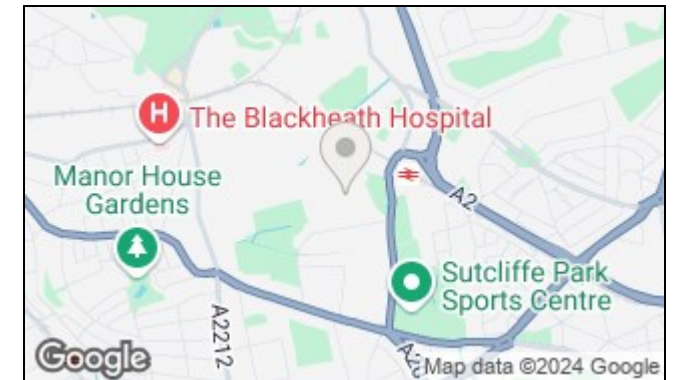 H
The Blackheath Hospital
Manor House
Gardens
A2
Sutcliffe Park
Sports Centre
A2212
Google
Map data ©2024 Google